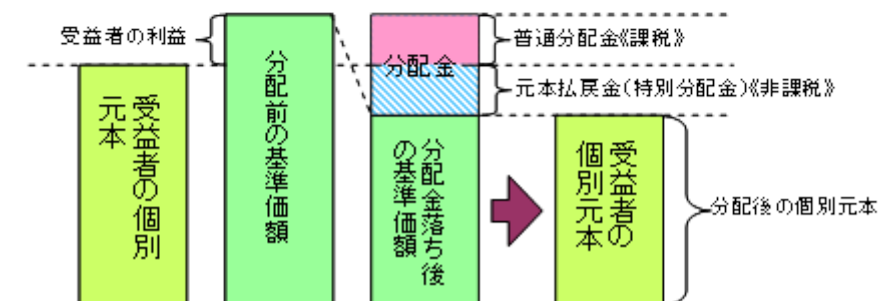 受益者の利益
普通分配金《課税》
分配金
元本払戻金(特別分配金)《非課税》
受益者の個別
元本
分配前の基準価額
分配金落ち後
の基準価額
受益者の
個別元本
分配後の個別元本